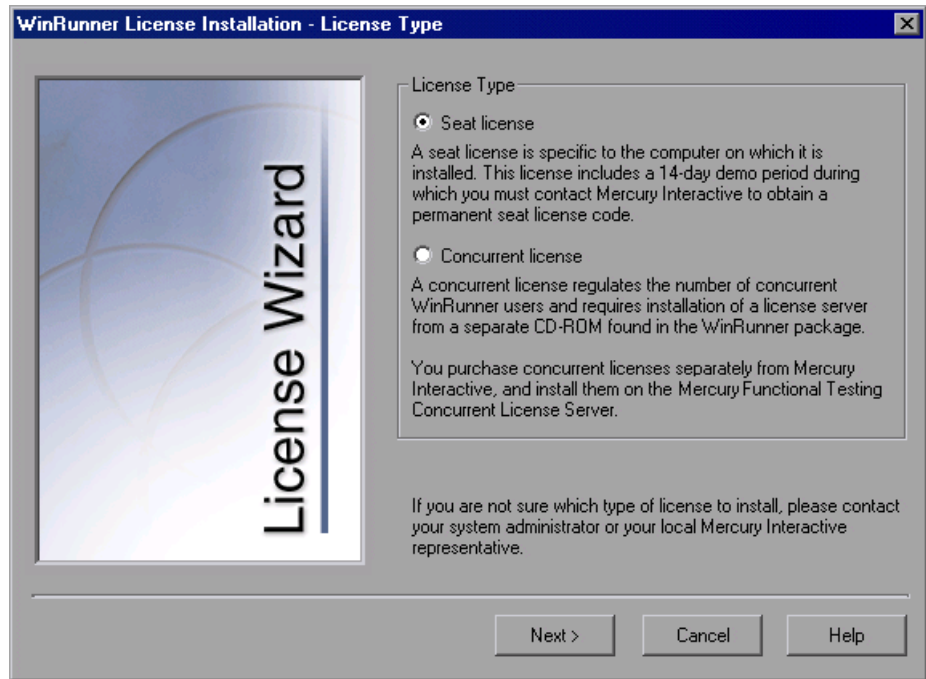 WinRunner License Installation - License Type
License Wizard
License Type
Seat license
A seat license is specific to the computer on which it is
installed. This license includes a 14-day demo period during
which you must contact Mercury Interactive to obtain a
permanent seat license code.
Concurrent license
A concurrent license regulates the number of concurrent
WinRunner users and requires installation of a license server
from a separate CD-ROM found in the WinRunner package.
You purchase concurrent licenses separately from Mercury
Interactive, and install them on the Mercury Functional Testing
Concurrent License Server.
If you are not sure which type of license to install, please contact
your system administrator or your local Mercury Interactive
representative.
Next >
Cancel
Help